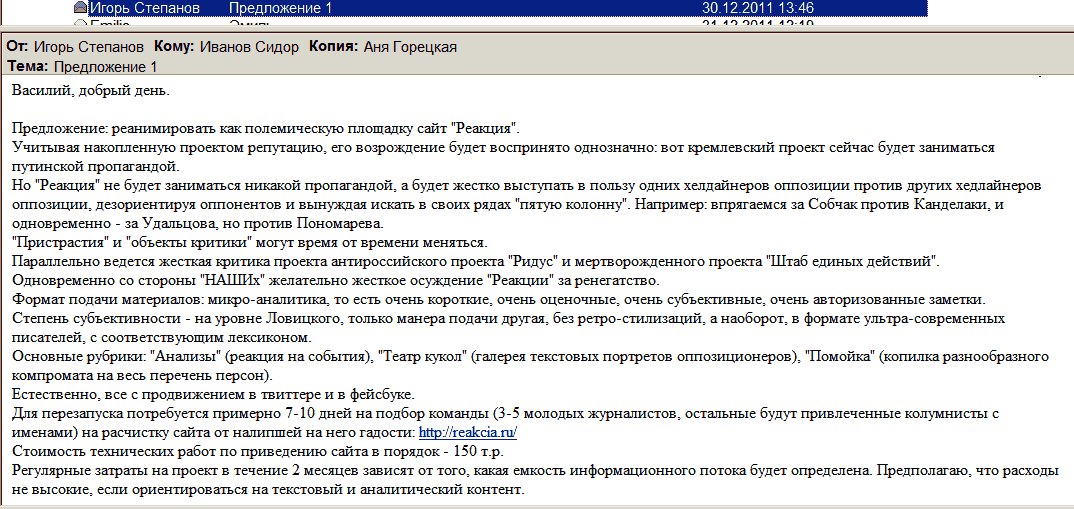 Игорь Степанов Предложение 1 30.12.2011 13:46
От: Игорь Степанов Кому: Иванов Сидор Копия: Аня Горецкая
Тема: Предложение 1
Василий, добрый день.
Предложение: реанимировать как полемическую площадку сайт "Реакция".
Учитывая накопленную проектом репутацию, его возрождение будет воспринято однозначно: вот кремлевский проект сейчас будет заниматься
путинской пропагандой.
Но "Реакция" не будет заниматься никакой пропагандой, а будет жестко выступать в пользу одних хелдайнеров оппозиции против других хедлайнеров
оппозиции, дезориентируя оппонентов и вынуждая искать в своих рядах "пятую колонну". Например: впрягаемся за Собчак против Канделаки, и
одновременно - за Удальцова, но против Пономарева.
"Пристрастия" и "объекты критики" могут время от времени меняться.
Параллельно ведется жесткая критика проекта антироссийского проекта "Ридус" и мертворожденного проекта "Штаб единых действий".
Одновременно со стороны "НАШИх" желательно жесткое осуждение "Реакции" за ренегатство.
Формат подачи материалов: микро-аналитика, то есть очень короткие, очень оценочные, очень субъективные, очень авторизованные заметки.
Степень субъективности - на уровне Ловицкого, только манера подачи другая, без ретро-стилизаций, а наоборот, в формате ультра-современных
писателей, с соответствующим лексиконом.
Основные рубрики: "Анализы" (реакция на события), "Театр кукол" (галерея текстовых портретов оппозиционеров), "Помойка" (копилка разнообразного
компромата на весь перечень персон).
Естественно, все с продвижением в твиттере и в фейсбуке.
Для перезапуска потребуется примерно 7-10 дней на подбор команды (3-5 молодых журналистов, остальные будут привлеченные колумнисты с
именами) на расчистку сайта от налипшей на него гадости: http://reakcia.ru/
Стоимость технических работ по приведению сайта в порядок - 150 т.р.
Регулярные затраты на проект в течение 2 месяцев зависят от того, какая емкость информационного потока будет определена. Предполагаю, что расходы
не высокие, если ориентироваться на текстовый и аналитический контент.